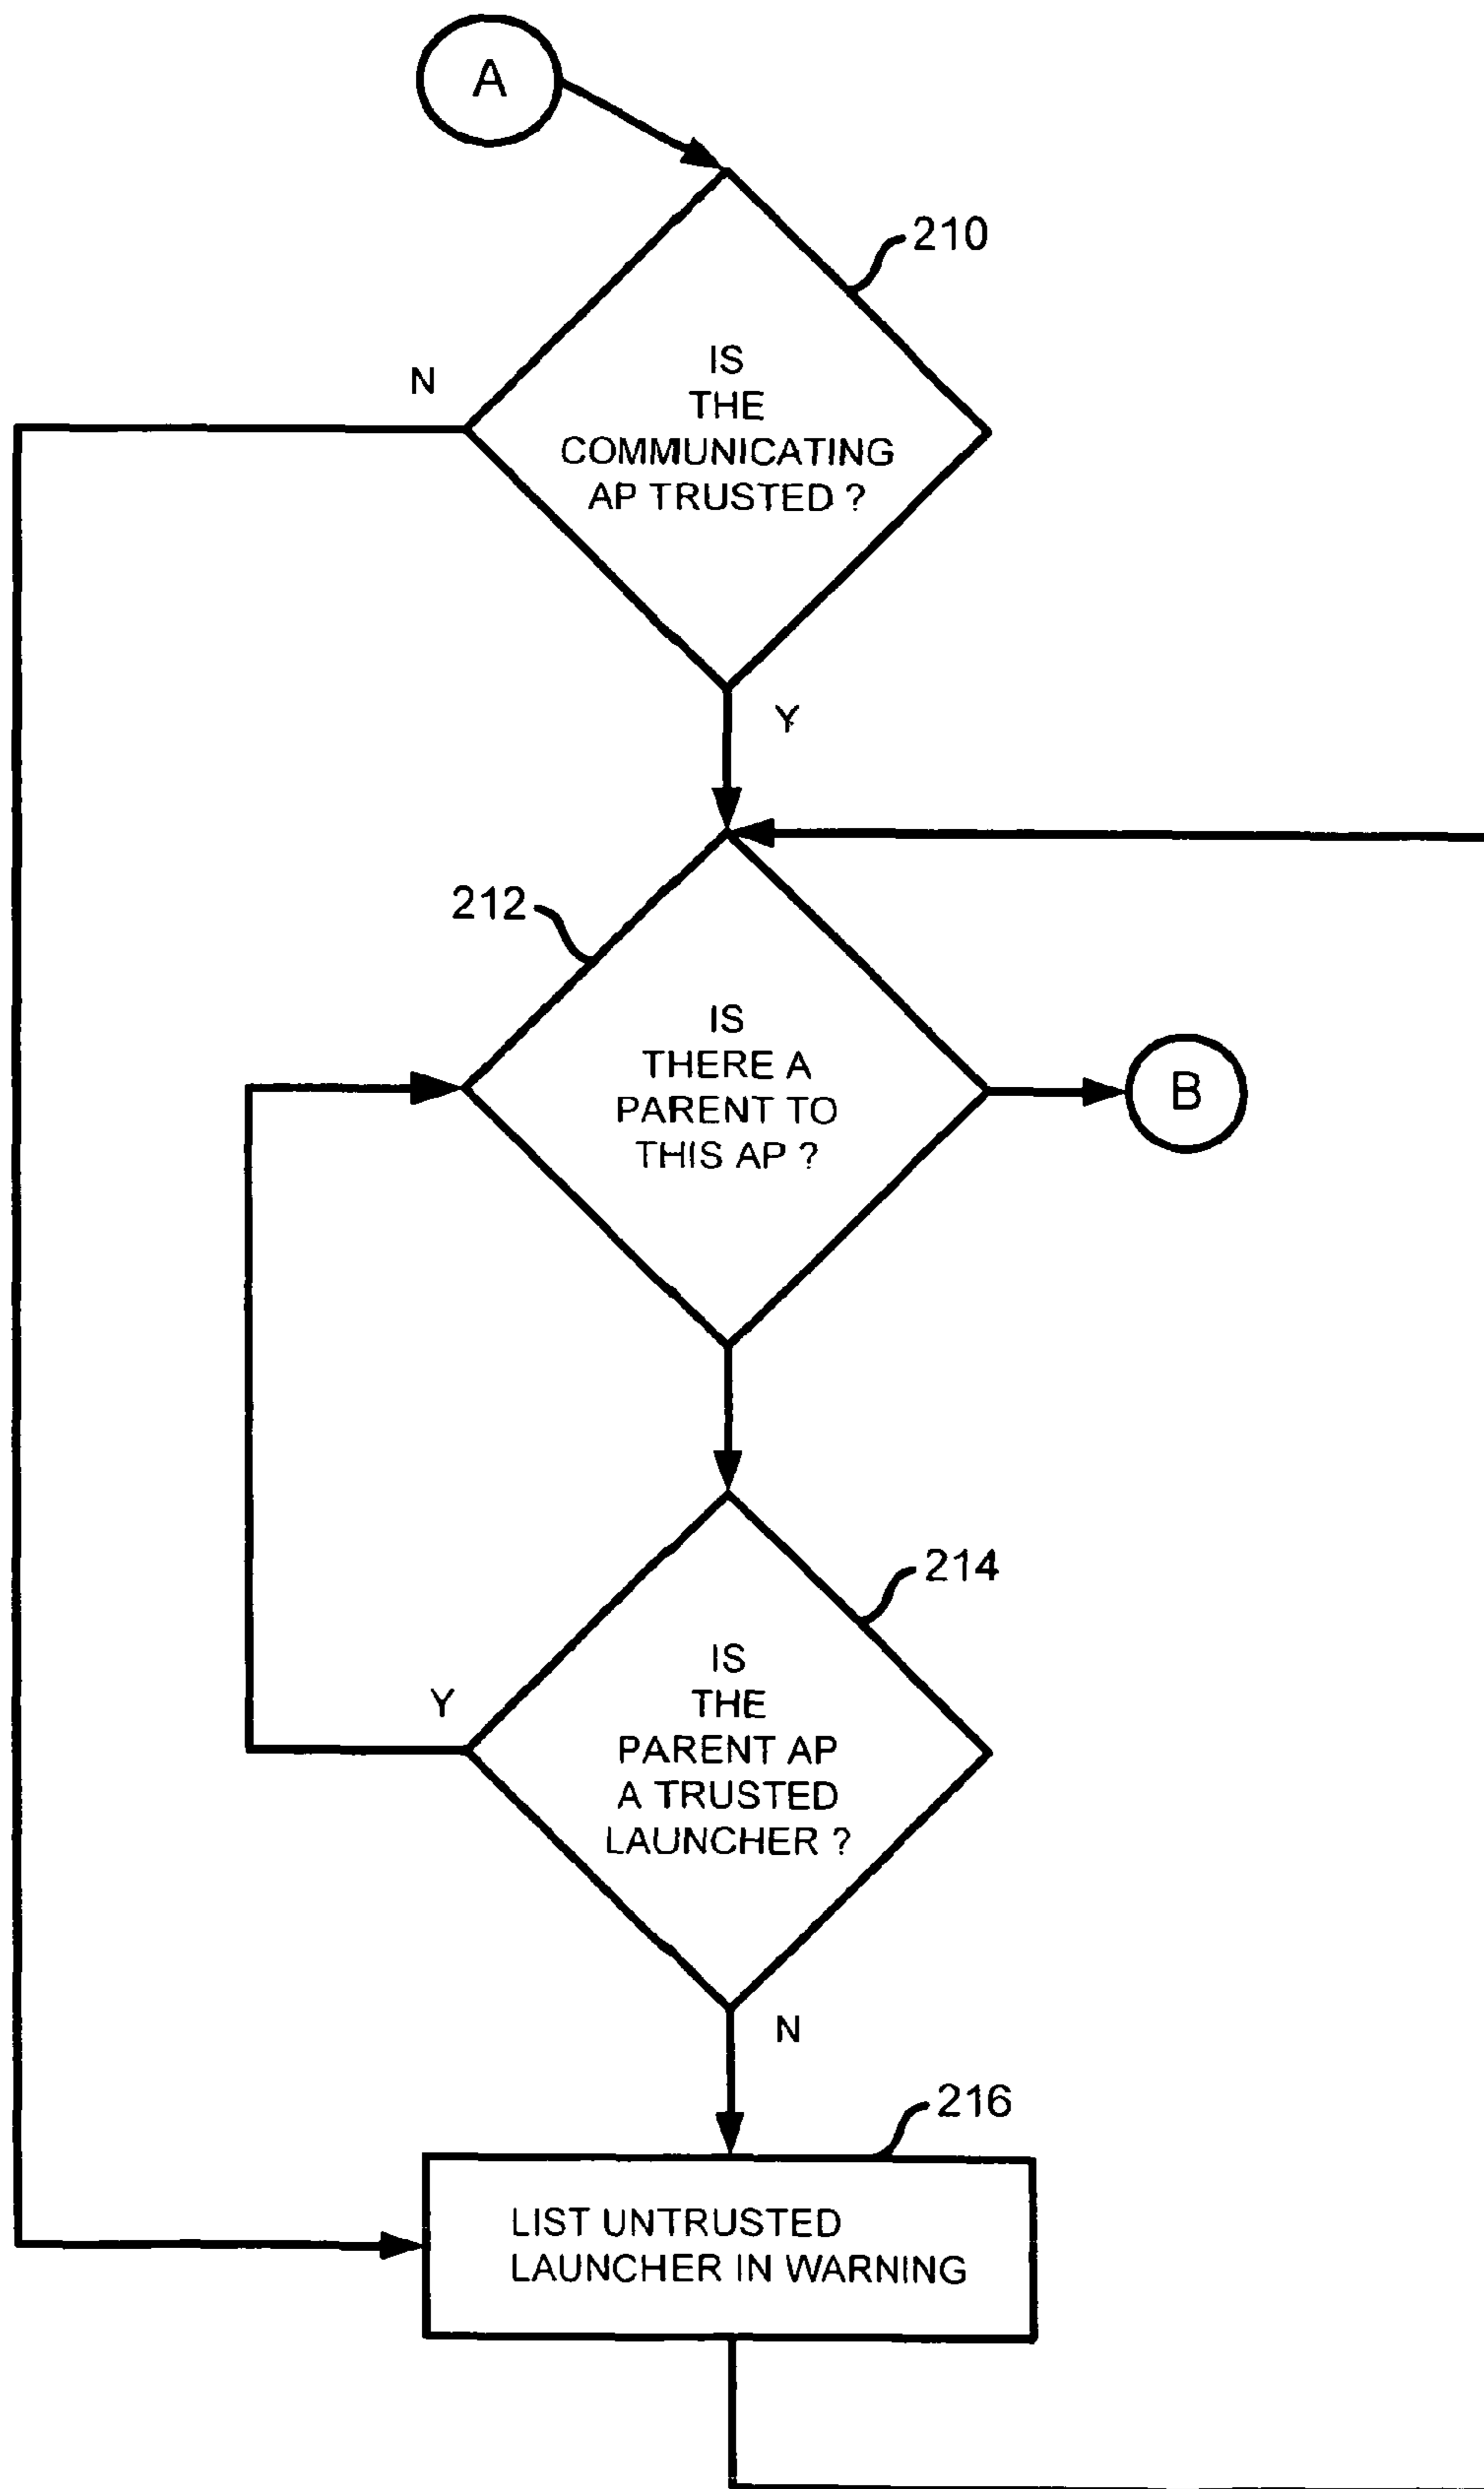 A
210
N
IS
THE
COMMUNICATING
AP TRUSTED ?
Y
212
IS
THERE A
PARENT TO
THIS AP ?
B
214
Y
IS
THE
PARENT AP
A TRUSTED
LAUNCHER ?
N
216
LIST UNTRUSTED
LAUNCHER IN WARNING